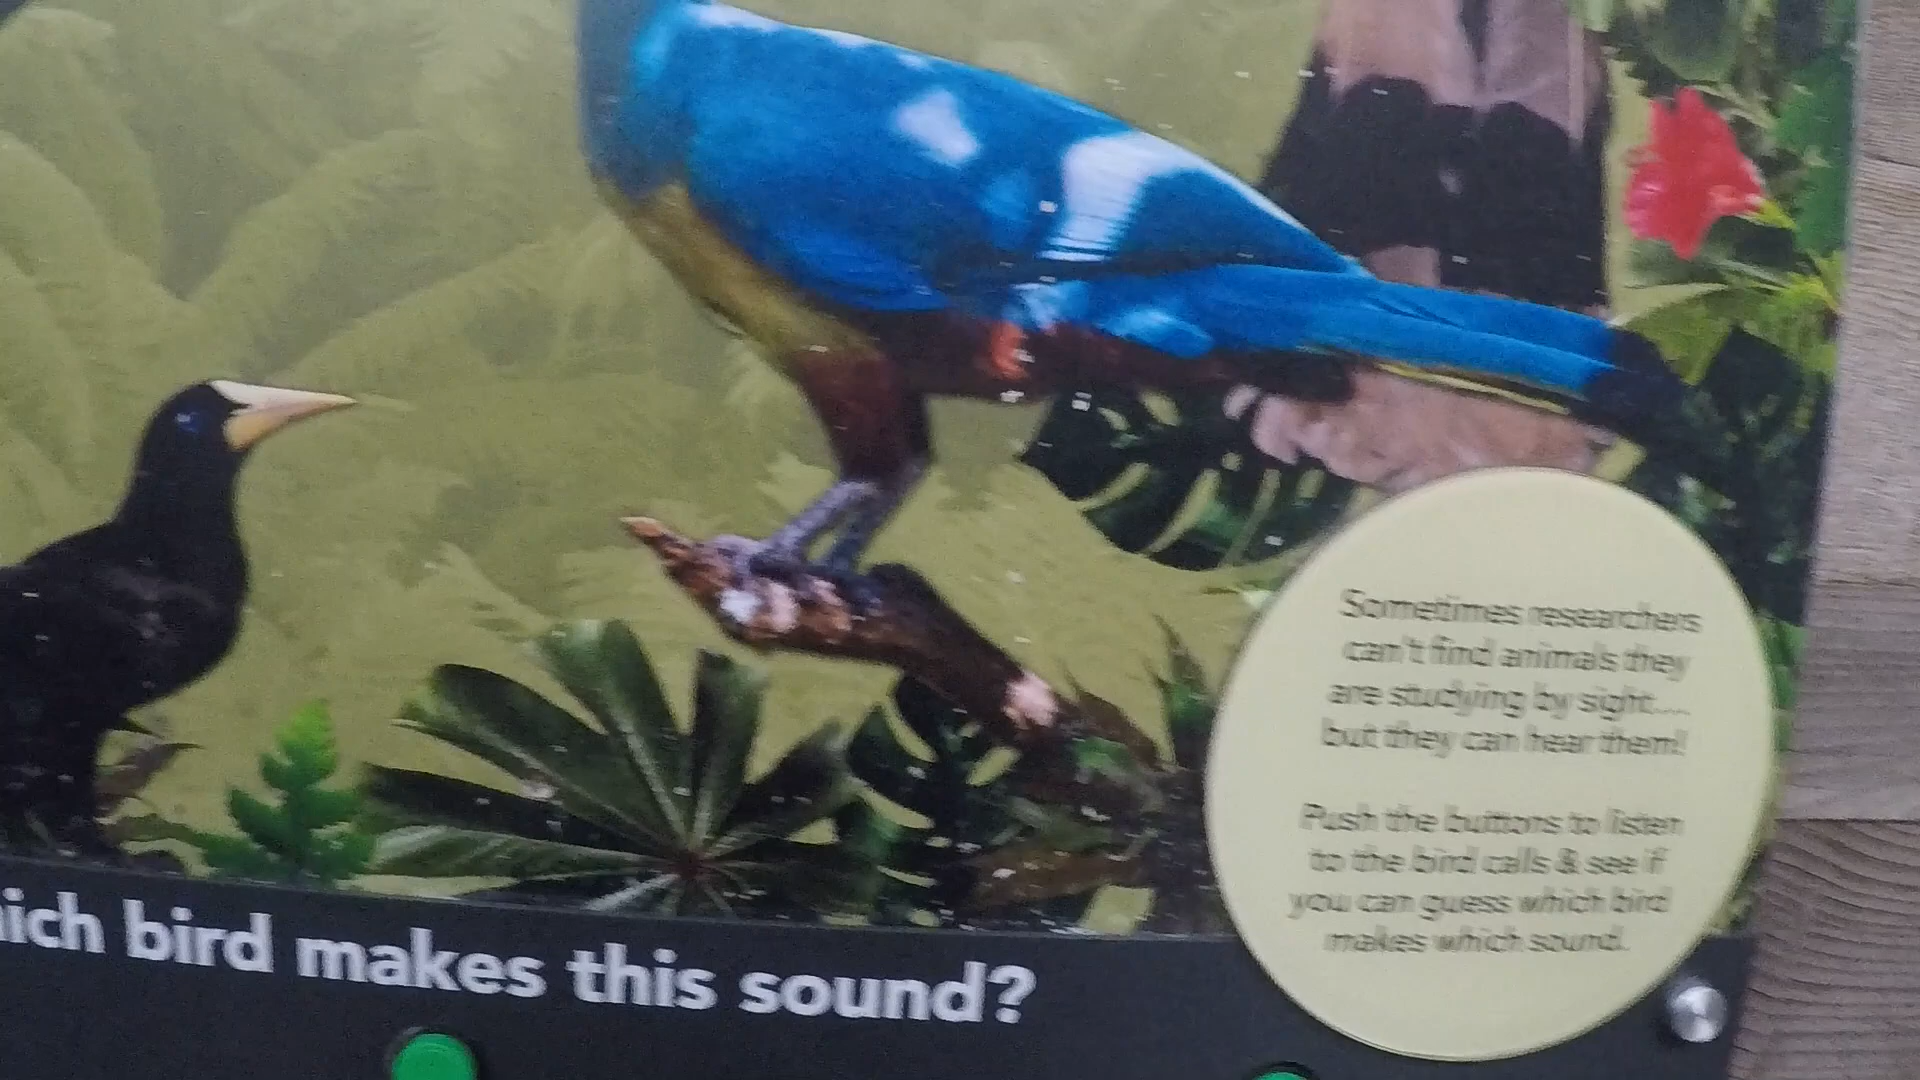 Sometimes researchers
can't find animals they
are studying by sight....
but they can hear them!
Push the buttons to listen
to the bird calls & see if
you can guess which bird
makes which sound.
bird makes this sound?